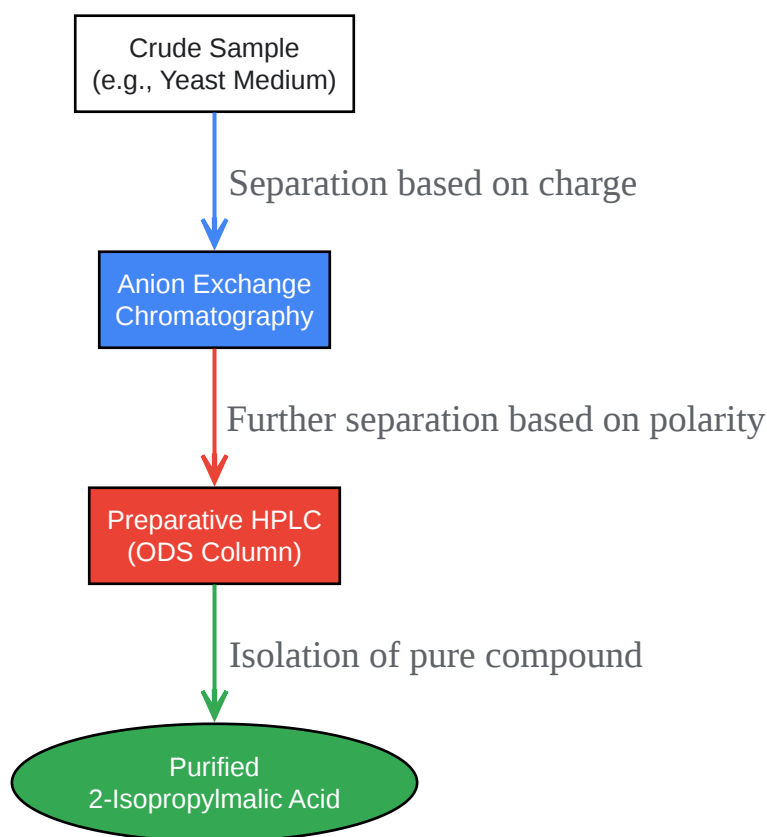 Crude Sample
(e.g., Yeast Medium)
Separation based on charge
Anion Exchange
Chromatography
Further separation based on polarity
Preparative HPLC
(ODS Column)
Isolation of pure compound
Purified
2-Isopropylmalic Acid